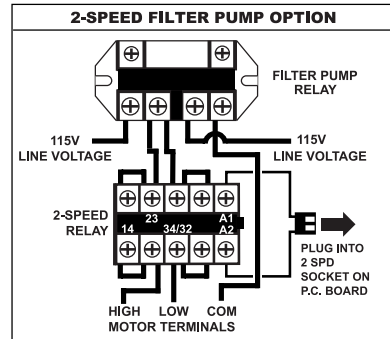 2-SPEED FILTER PUMP OPTION
FILTER PUMP
RELAY
115V
LINE VOLTAGE
115V
LINE VOLTAGE
2-SPEED
RELAY
23
A1
14
34/32
A2
PLUG INTO
2 SPD
SOCKET ON
P.C. BOARD
HIGH LOW COM
MOTOR TERMINALS